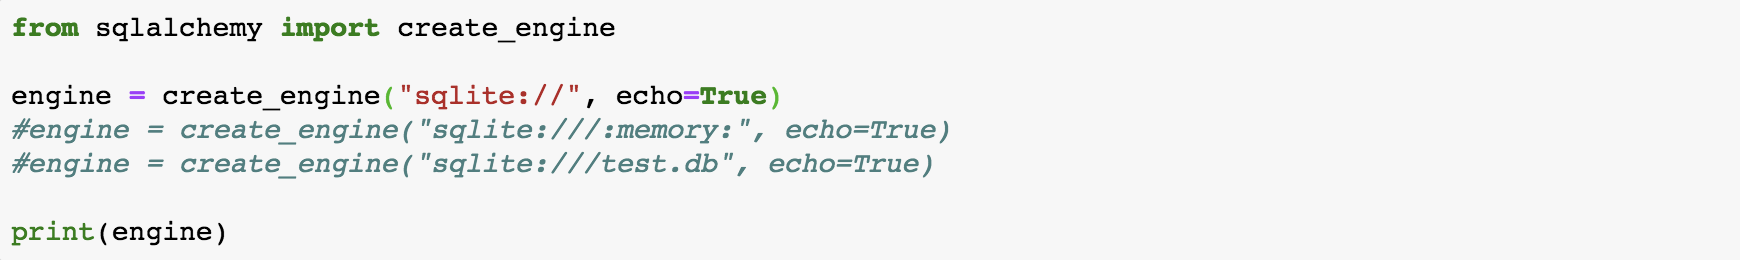 from sqlalchemy import create_engine
engine = create_engine("sqlite://", echo=True)
#engine = create_engine("sqlite:///:memory:", echo=True)
#engine = create_engine("sqlite:///test.db", echo=True)
print(engine)